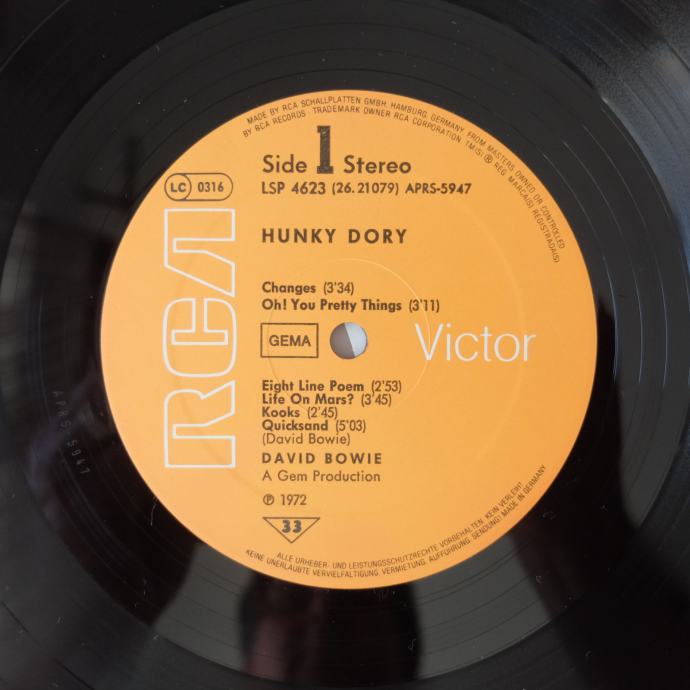 MADE BY RCA SCHALLPLATTEN GMBH. HAMBURG, GERMANY FROM MASTERS OWNED OR CONTROLLED
BY RCA RECORDS · TRADEMARK OWNER RCA CORPORATION. TM(S) ® REG. MARCA(S) REGISTRADA(S)
Side 1 Stereo
LC 0316
LSP 4623 (26.21079) APRS-5947
HUNKY DORY
RCA
Changes (3'34)
Oh! You Pretty Things (3'11)
GEMA
Victor
Eight Line Poem (2'53)
Life On Mars? (3'45)
Kooks (2'45)
Quicksand (5'03)
(David Bowie)
DAVID BOWIE
A Gem Production
℗ 1972
33
ALLE URHEBER- UND LEISTUNGSSCHUTZRECHTE VORBEHALTEN. KEIN VERLEIH!
KEINE UNERLAUBTE VERVIELFÄLTIGUNG, VERMIETUNG, AUFFÜHRUNG, SENDUNG! MADE IN GERMANY
APRS 5947